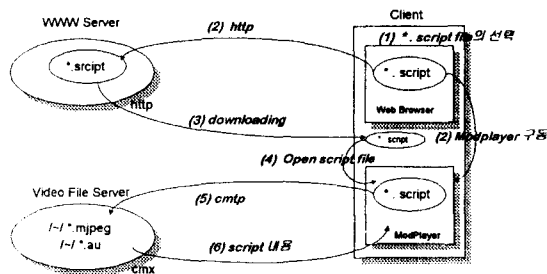 WWW Server
*.srcipt
http
(2) http
Client
(1) *. script file의 선택
*. script
Web Browser
(3) downloading
*. script
(2) Modplayer 구동
(4) Open script file
Video File Server
/~/ *.mjpeg
/~/ *.au
cmx
(5) cmtp
*. script
ModPlayer
(6) script 내용